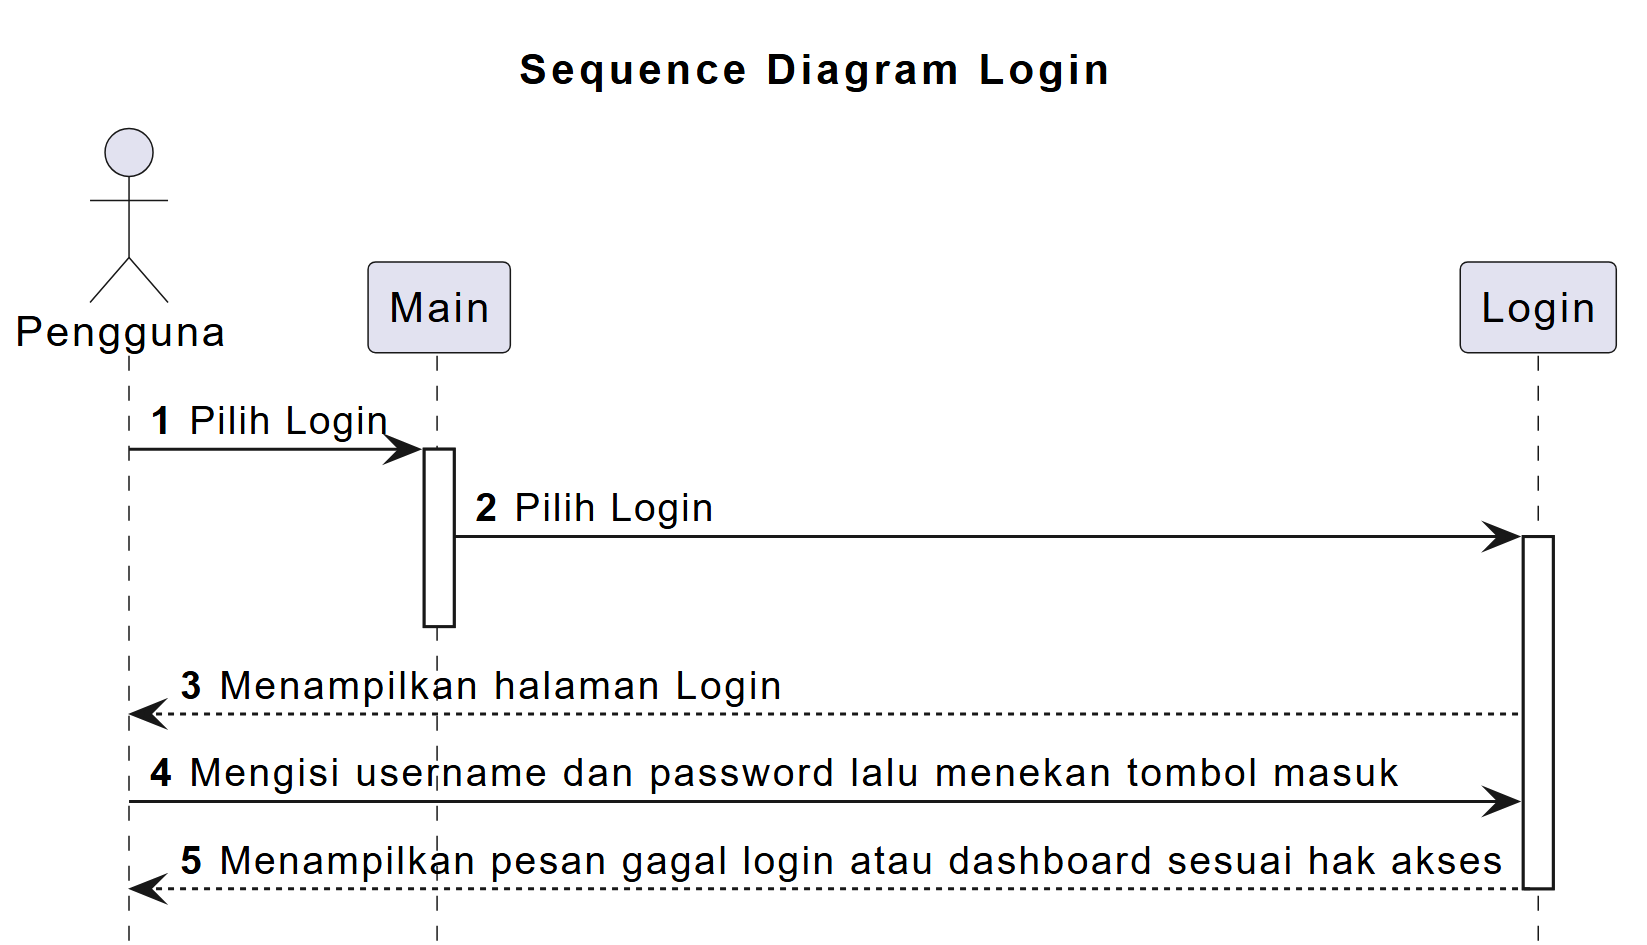 Sequence Diagram Login
Pengguna
Main
Login
1 Pilih Login
2 Pilih Login
3 Menampilkan halaman Login
4 Mengisi username dan password lalu menekan tombol masuk
5 Menampilkan pesan gagal login atau dashboard sesuai hak akses